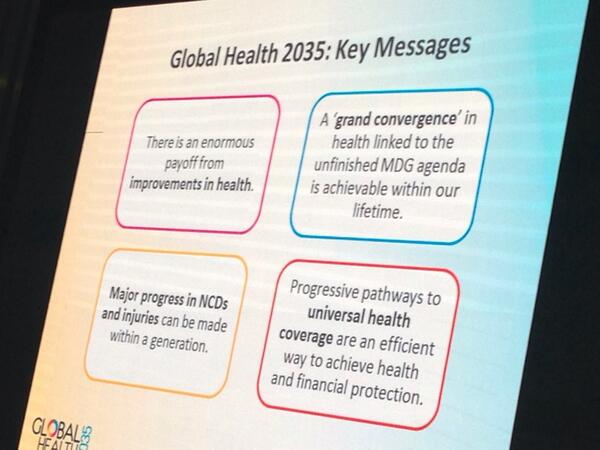 Global Health 2035: Key Messages
There is an enormous
payoff from
improvements in health.
A 'grand convergence' in
health linked to the
unfinished MDG agenda
is achievable within our
lifetime.
Major progress in NCDs
and injuries can be made
within a generation.
Progressive pathways to
universal health
coverage are an efficient
way to achieve health
and financial protection.
GLOBAL
HEALTH
2035